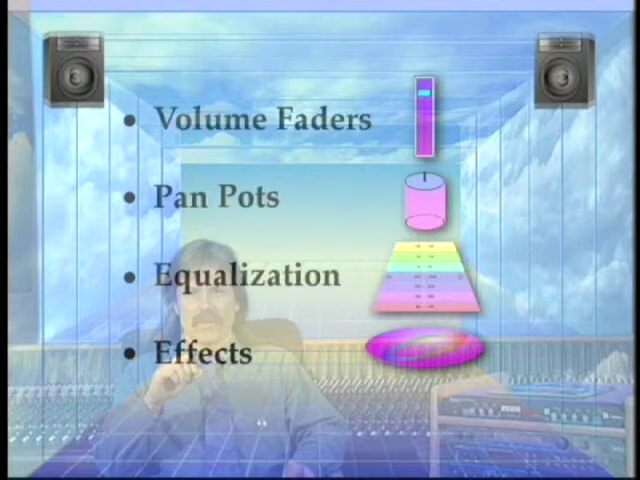 • Volume Faders
• Pan Pots
• Equalization
• Effects